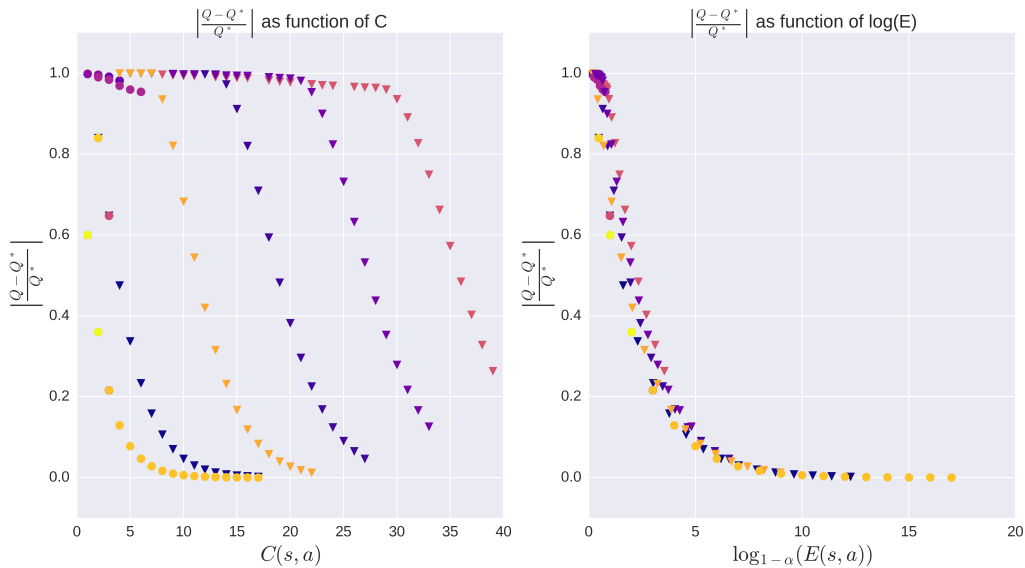 |Q − Q*/Q*| as function of C
|Q − Q*/Q*|
1.0
0.8
0.6
0.4
0.2
0.0
0 5 10 15 20 25 30 35 40
C(s, a)
|Q − Q*/Q*| as function of log(E)
|Q − Q*/Q*|
1.0
0.8
0.6
0.4
0.2
0.0
0 5 10 15 20
log₁₋α(E(s, a))